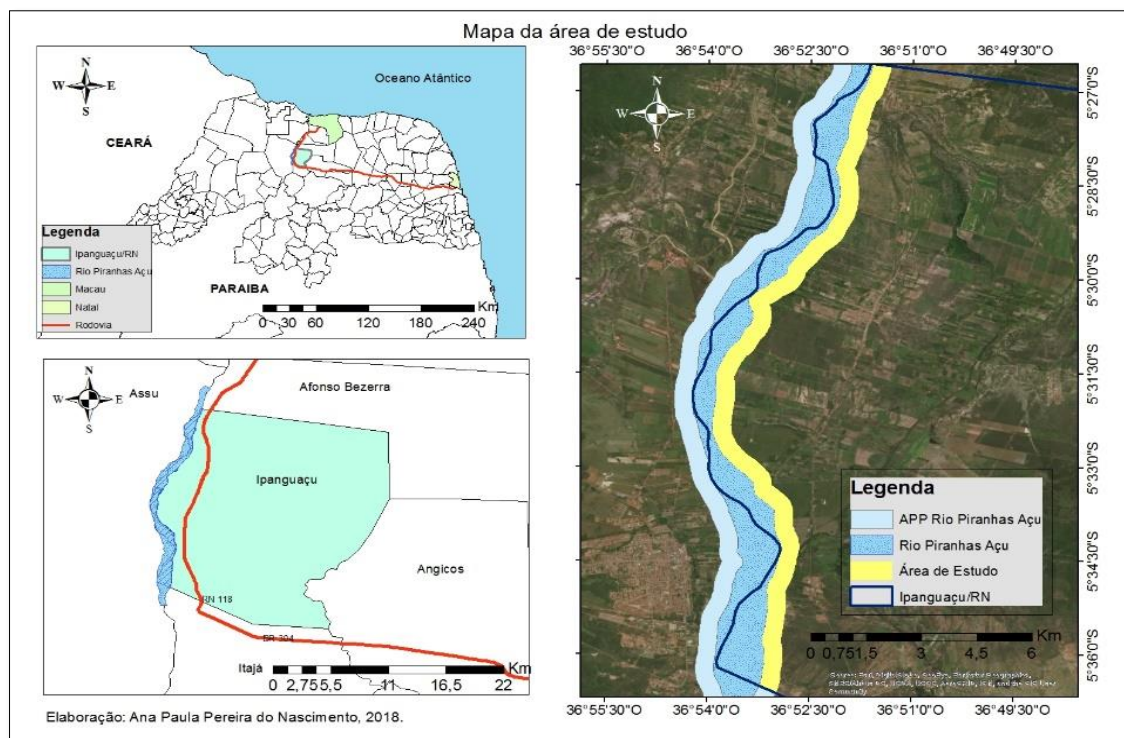 Mapa da área de estudo
N
W E
S
Oceano Atântico
CEARÁ
Legenda
Ipanguaçu/RN
Rio Piranhas Açu
Macau
Natal
Rodovia
PARAIBA
Km
0 30 60 120 180 240
N
W E
S
Assu
Afonso Bezerra
Ipanguaçu
Angicos
RN 118
BR 304
Itajá
Km
0 2,75 5,5 11 16,5 22
Elaboração: Ana Paula Pereira do Nascimento, 2018.
36°55'30"O 36°54'0"O 36°52'30"O 36°51'0"O 36°49'30"O
N
W E
S
5°27'0"S
5°28'30"S
5°30'0"S
5°31'30"S
5°33'0"S
5°34'30"S
5°36'0"S
Legenda
APP Rio Piranhas Açu
Rio Piranhas Açu
Área de Estudo
Ipanguaçu/RN
Km
0 0,75 1,5 3 4,5 6
36°55'30"O 36°54'0"O 36°52'30"O 36°51'0"O 36°49'30"O